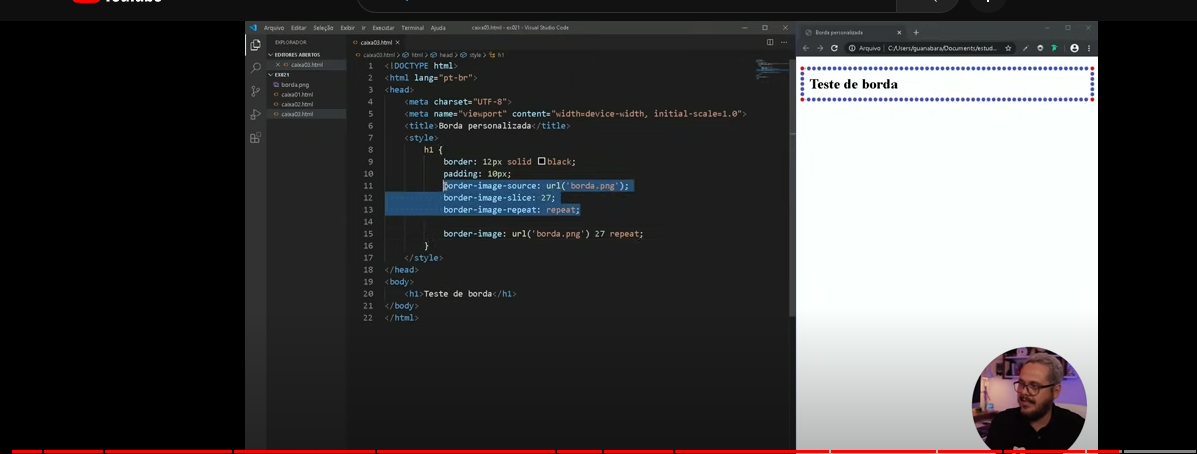 Arquivo Editar Seleção Exibir Ir Executar Terminal Ajuda
caixa03.html - ex021 - Visual Studio Code
EXPLORADOR
EDITORES ABERTOS
caixa03.html
EX021
borda.png
caixa01.html
caixa02.html
caixa03.html
caixa03.html
caixa03.html > html > head > style > h1
1 <!DOCTYPE html>
2 <html lang="pt-br">
3 <head>
4 <meta charset="UTF-8">
5 <meta name="viewport" content="width=device-width, initial-scale=1.0">
6 <title>Borda personalizada</title>
7 <style>
8 h1 {
9 border: 12px solid black;
10 padding: 10px;
11 border-image-source: url('borda.png');
12 border-image-slice: 27;
13 border-image-repeat: repeat;
14
15 border-image: url('borda.png') 27 repeat;
16 }
17 </style>
18 </head>
19 <body>
20 <h1>Teste de borda</h1>
21 </body>
22 </html>
Borda personalizada
Arquivo C:/Users/guanabara/Documents/estud...
Teste de borda